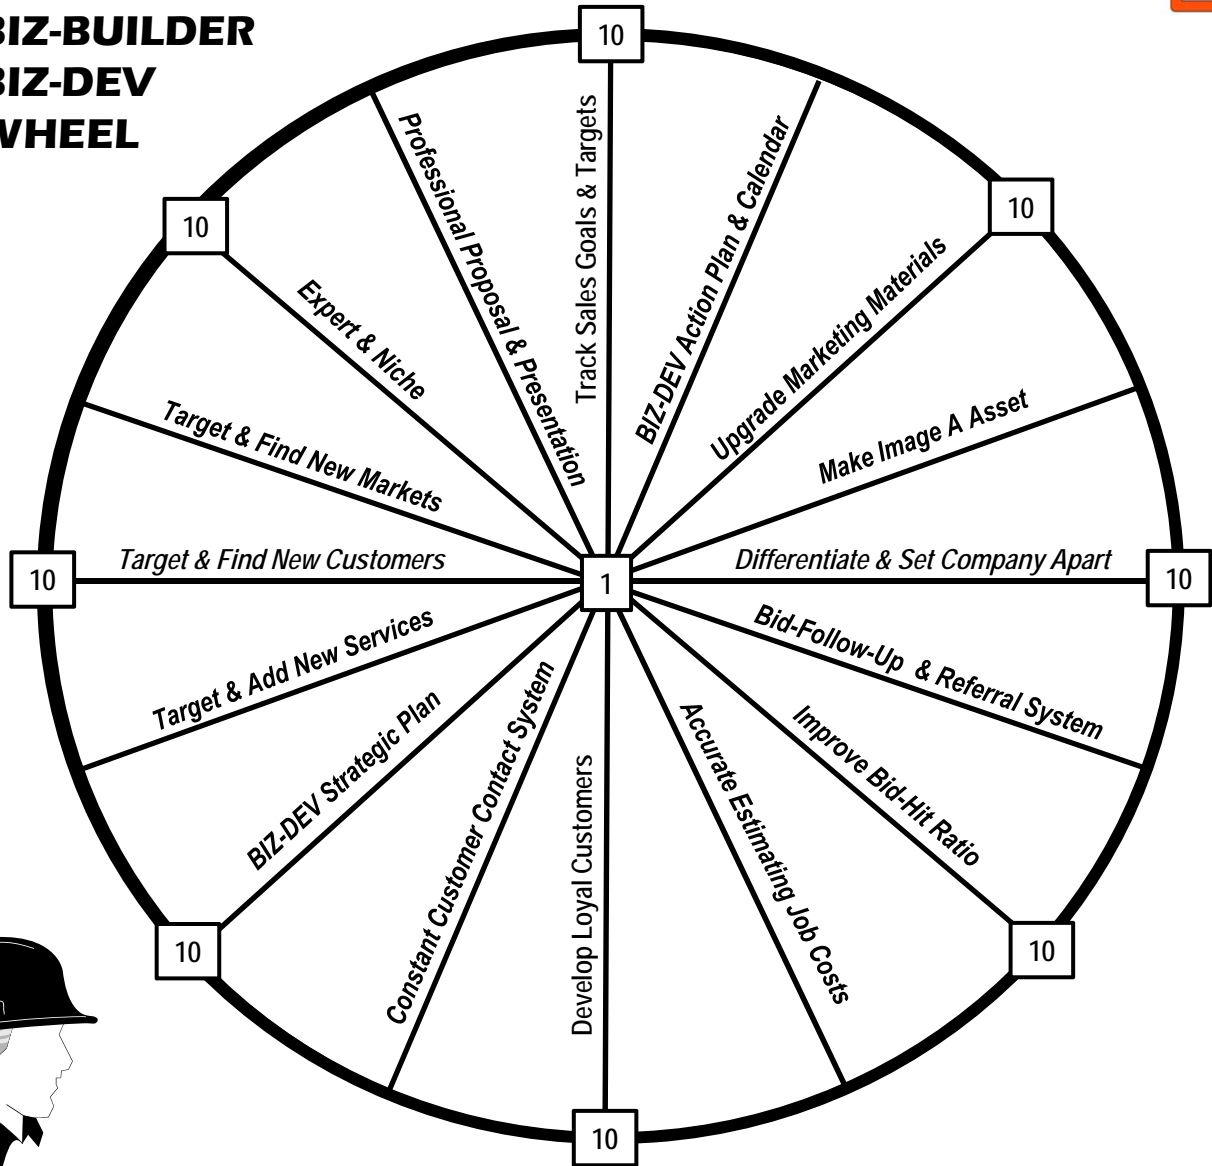 BIZ-BUILDER
BIZ-DEV
WHEEL
10
Track Sales Goals & Targets
BIZ-DEV Action Plan & Calendar
10
Upgrade Marketing Materials
Make Image A Asset
10
Differentiate & Set Company Apart
Bid-Follow-Up & Referral System
10
Improve Bid-Hit Ratio
Accurate Estimating Job Costs
10
Develop Loyal Customers
Constant Customer Contact System
10
BIZ-DEV Strategic Plan
Target & Add New Services
10
Target & Find New Customers
Target & Find New Markets
10
Expert & Niche
Professional Proposal & Presentation
1